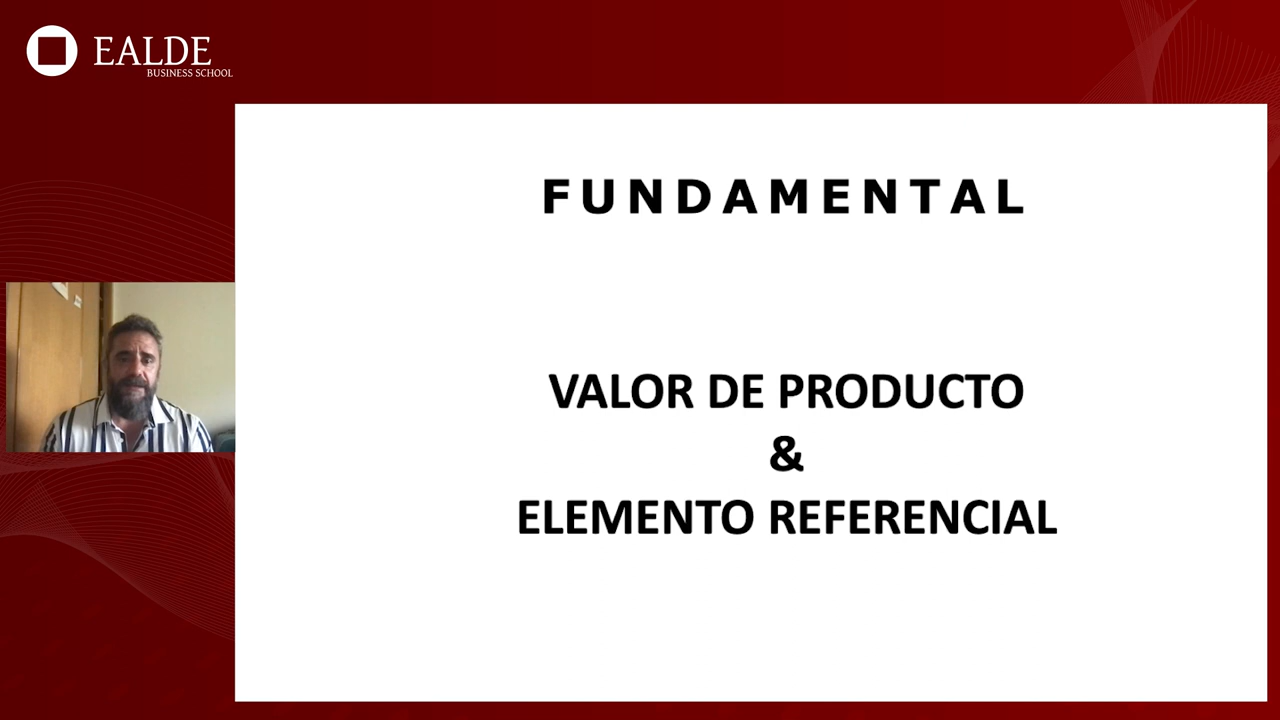 EALDE
BUSINESS SCHOOL
FUNDAMENTAL
VALOR DE PRODUCTO
&
ELEMENTO REFERENCIAL